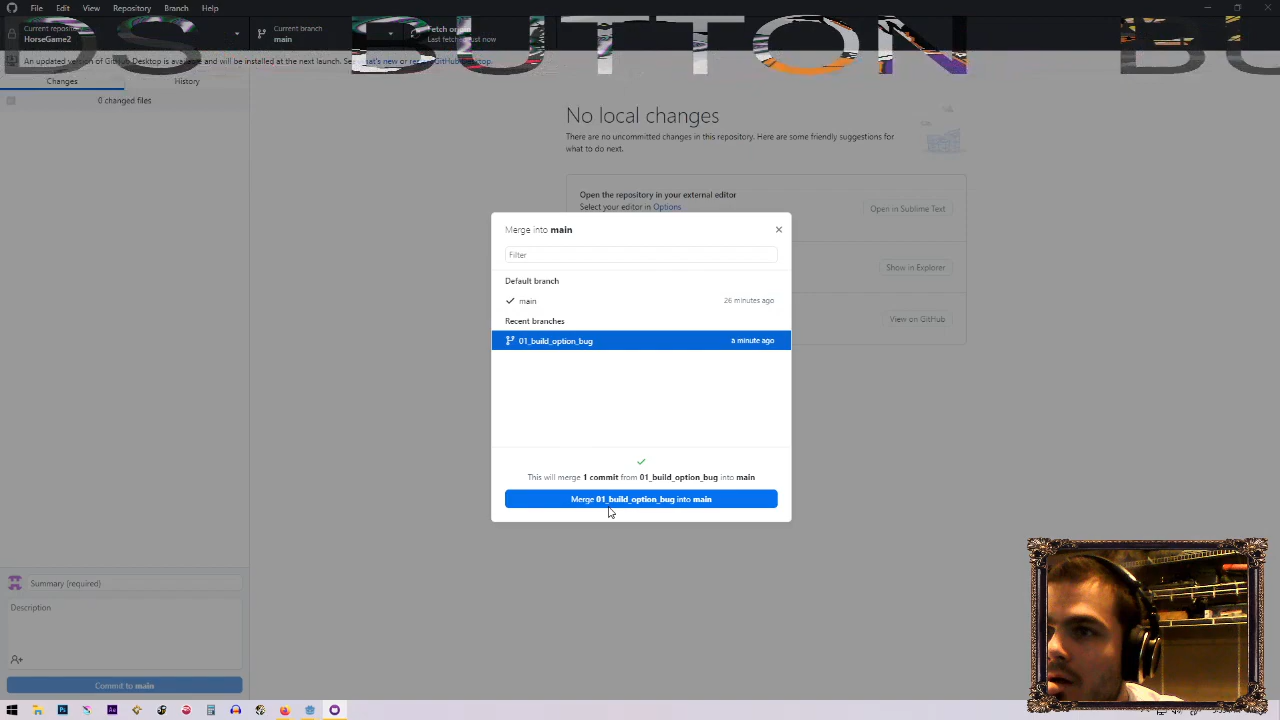 File Edit View Repository Branch Help
Current branch
HorseGame2
main
BUTTON
An updated version of GitHub Desktop is available and will be installed at the next launch. See what's new or
Changes
History
0 changed files
No local changes
There are no uncommitted changes in this repository. Here are some friendly suggestions for
what to do next.
Open the repository in your external editor
Select your editor in Options
Open in Sublime Text
Show in Explorer
View on GitHub
Merge into main
Filter
Default branch
main
26 minutes ago
Recent branches
01_build_option_bug
a minute ago
This will merge 1 commit from 01_build_option_bug into main
Merge 01_build_option_bug into main
Summary (required)
Description
Commit to main